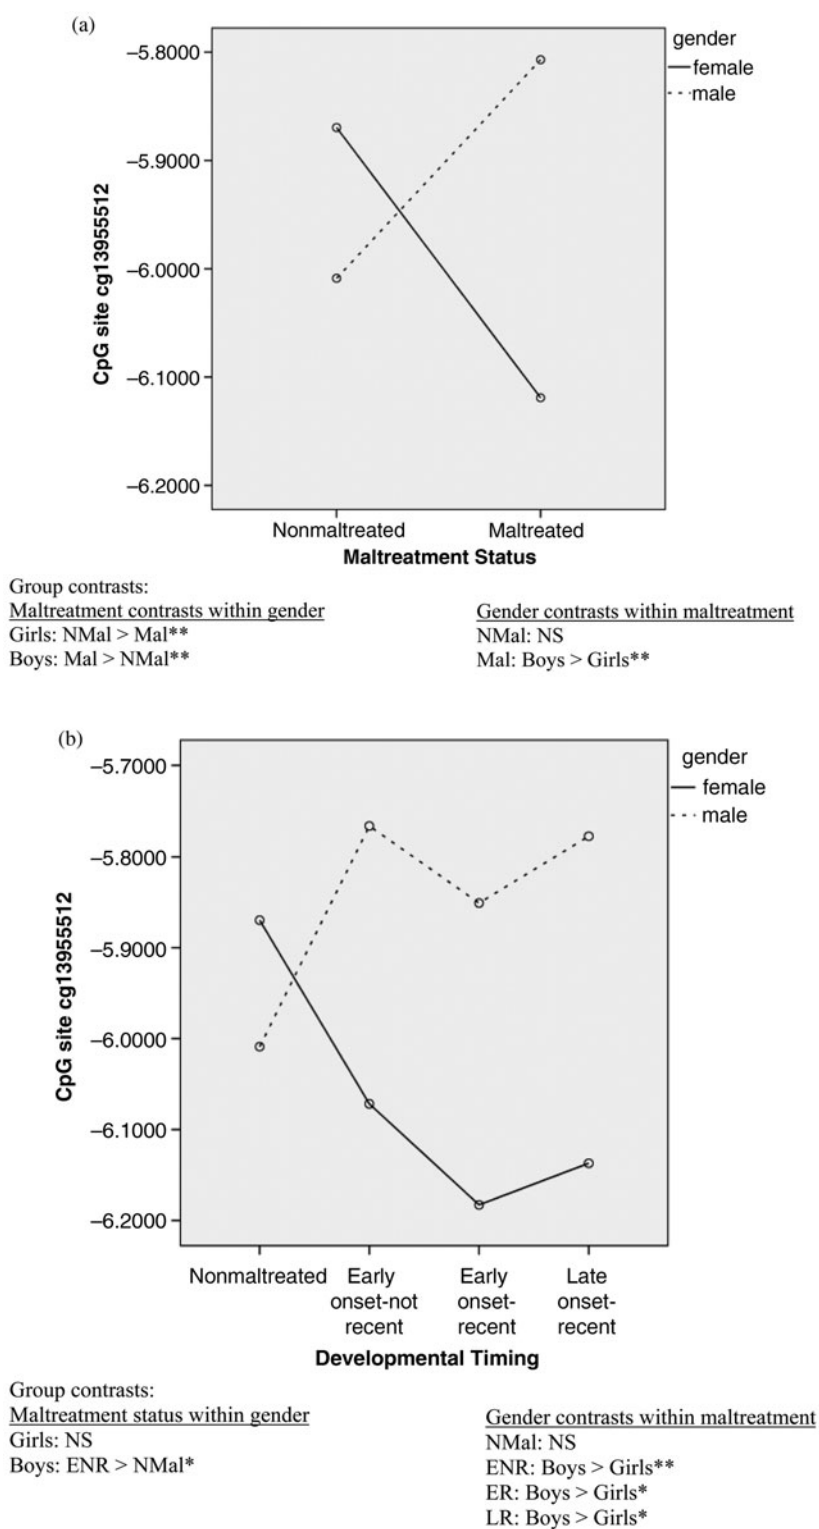 (a)
gender
female
male
−5.8000
−5.9000
−6.0000
−6.1000
−6.2000
CpG site cg13955512
Nonmaltreated Maltreated
Maltreatment Status
Group contrasts:
Maltreatment contrasts within gender
Girls: NMal > Mal**
Boys: Mal > NMal**
Gender contrasts within maltreatment
NMal: NS
Mal: Boys > Girls**
(b)
gender
female
male
−5.7000
−5.8000
−5.9000
−6.0000
−6.1000
−6.2000
CpG site cg13955512
Nonmaltreated Early Early Late
onset-not onset- onset-
recent recent recent
Developmental Timing
Group contrasts:
Maltreatment status within gender
Girls: NS
Boys: ENR > NMal*
Gender contrasts within maltreatment
NMal: NS
ENR: Boys > Girls**
ER: Boys > Girls*
LR: Boys > Girls*